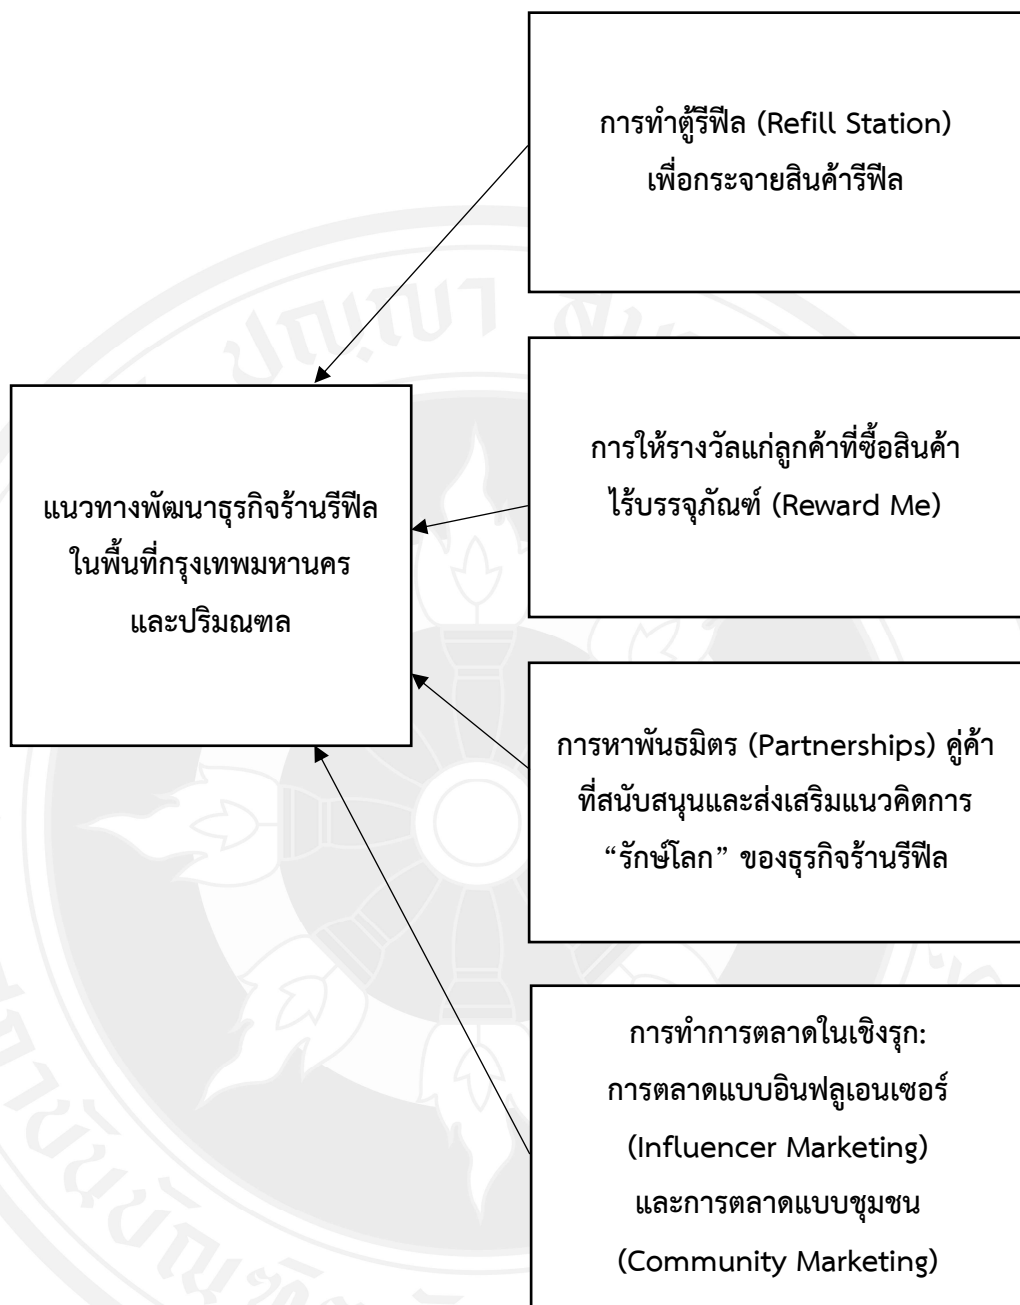 การทำตู้รีฟีล (Refill Station)
เพื่อกระจายสินค้ารีฟีล
การให้รางวัลแก่ลูกค้าที่ซื้อสินค้า
ไร้บรรจุภัณฑ์ (Reward Me)
แนวทางพัฒนาธุรกิจร้านรีฟีล
ในพื้นที่กรุงเทพมหานคร
และปริมณฑล
การหาพันธมิตร (Partnerships) คู่ค้า
ที่สนับสนุนและส่งเสริมแนวคิดการ
“รักษ์โลก” ของธุรกิจร้านรีฟีล
การทำการตลาดในเชิงรุก:
การตลาดแบบอินฟลูเอนเซอร์
(Influencer Marketing)
และการตลาดแบบชุมชน
(Community Marketing)